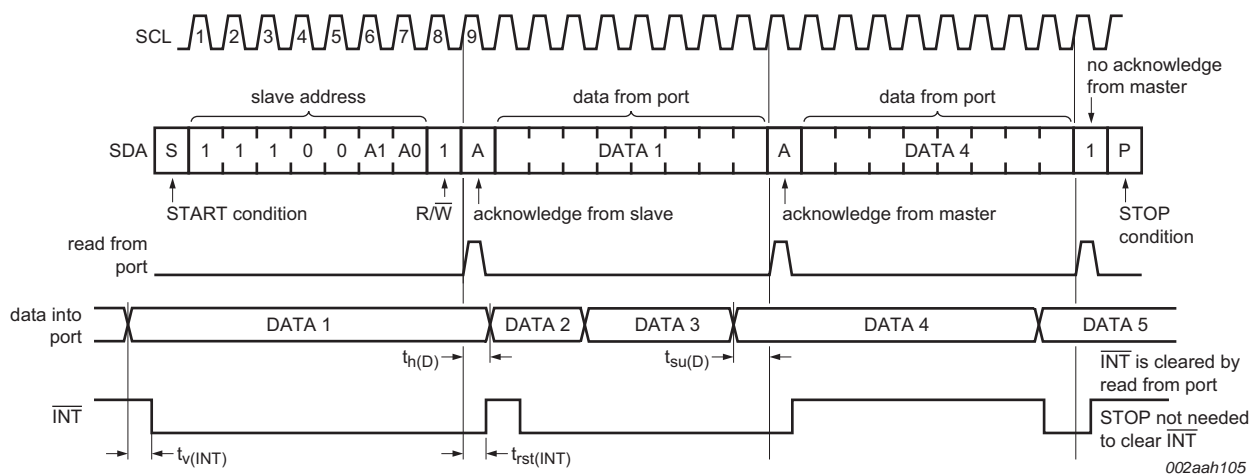 SCL 1 2 3 4 5 6 7 8 9
no acknowledge
from master
slave address data from port data from port
SDA S 1 1 1 0 0 A1 A0 1 A DATA 1 A DATA 4 1 P
START condition R/W acknowledge from slave acknowledge from master STOP
condition
read from
port
data into
port
DATA 1 DATA 2 DATA 3 DATA 4 DATA 5
th(D) tsu(D)
INT is cleared by
read from port
INT
STOP not needed
to clear INT
tv(INT) trst(INT)
002aah105